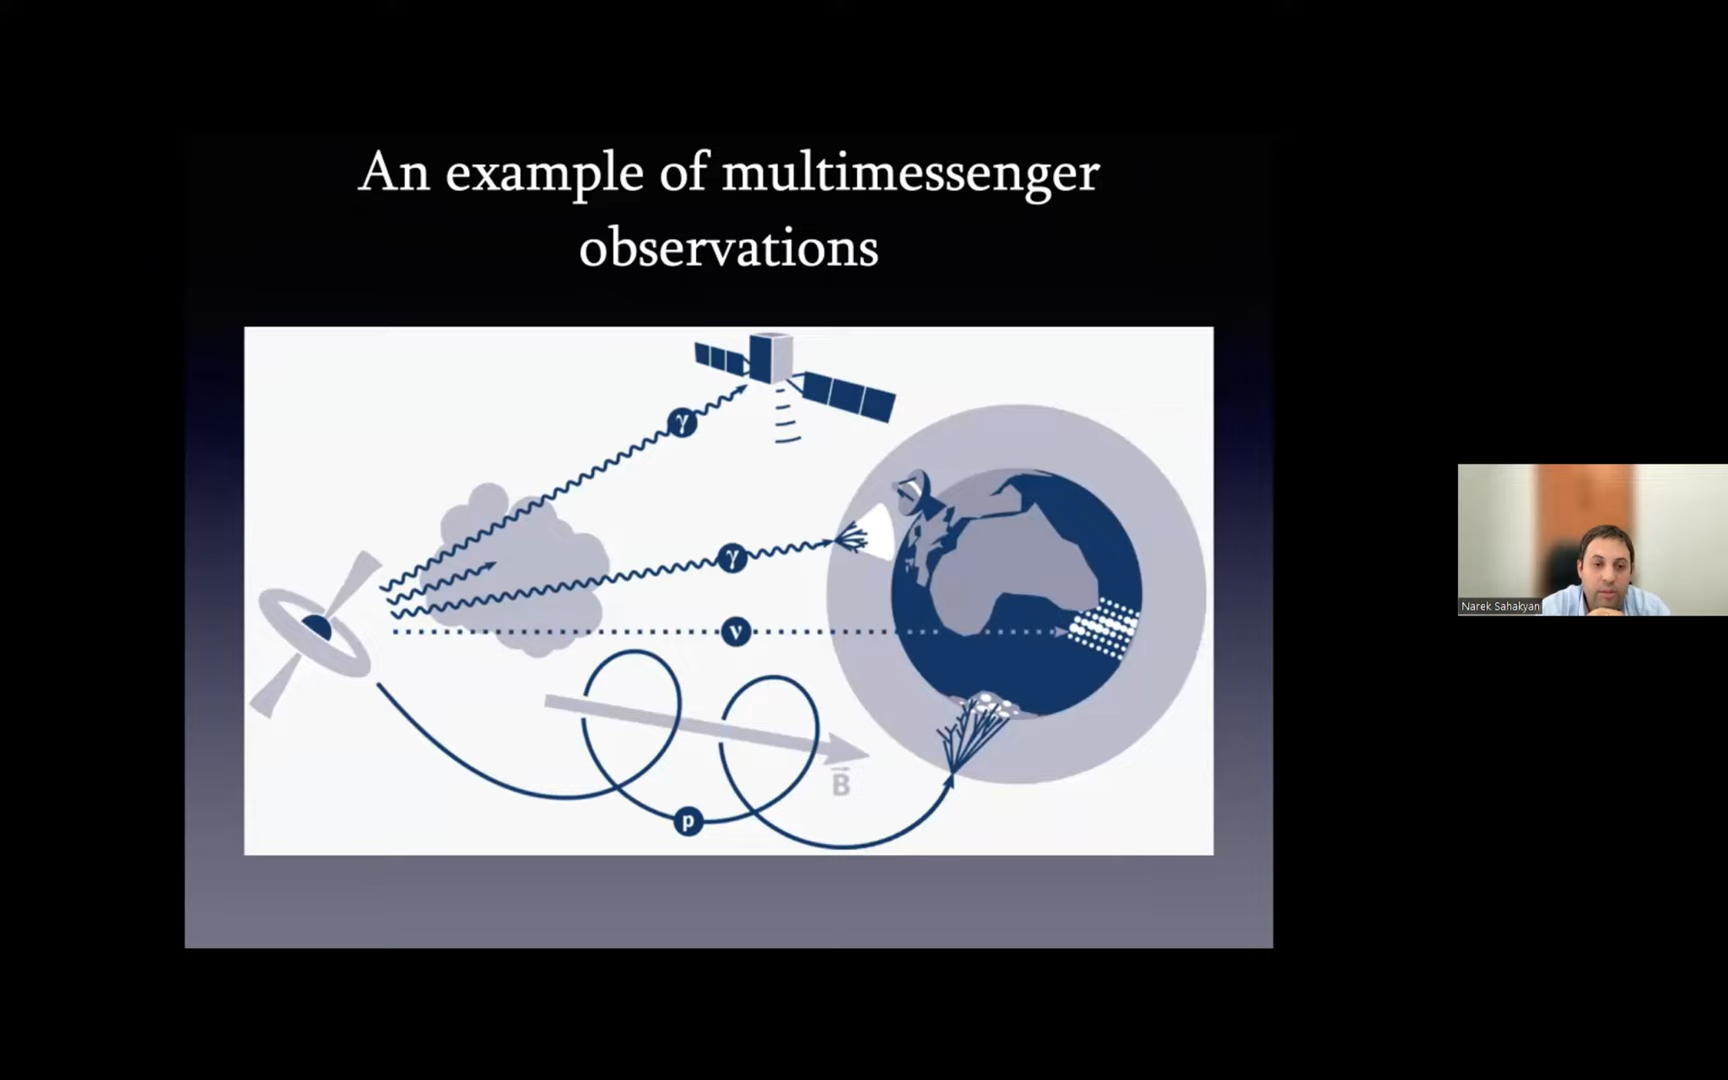 An example of multimessenger
observations
γ
γ
ν
B
p
Narek Sahakyan